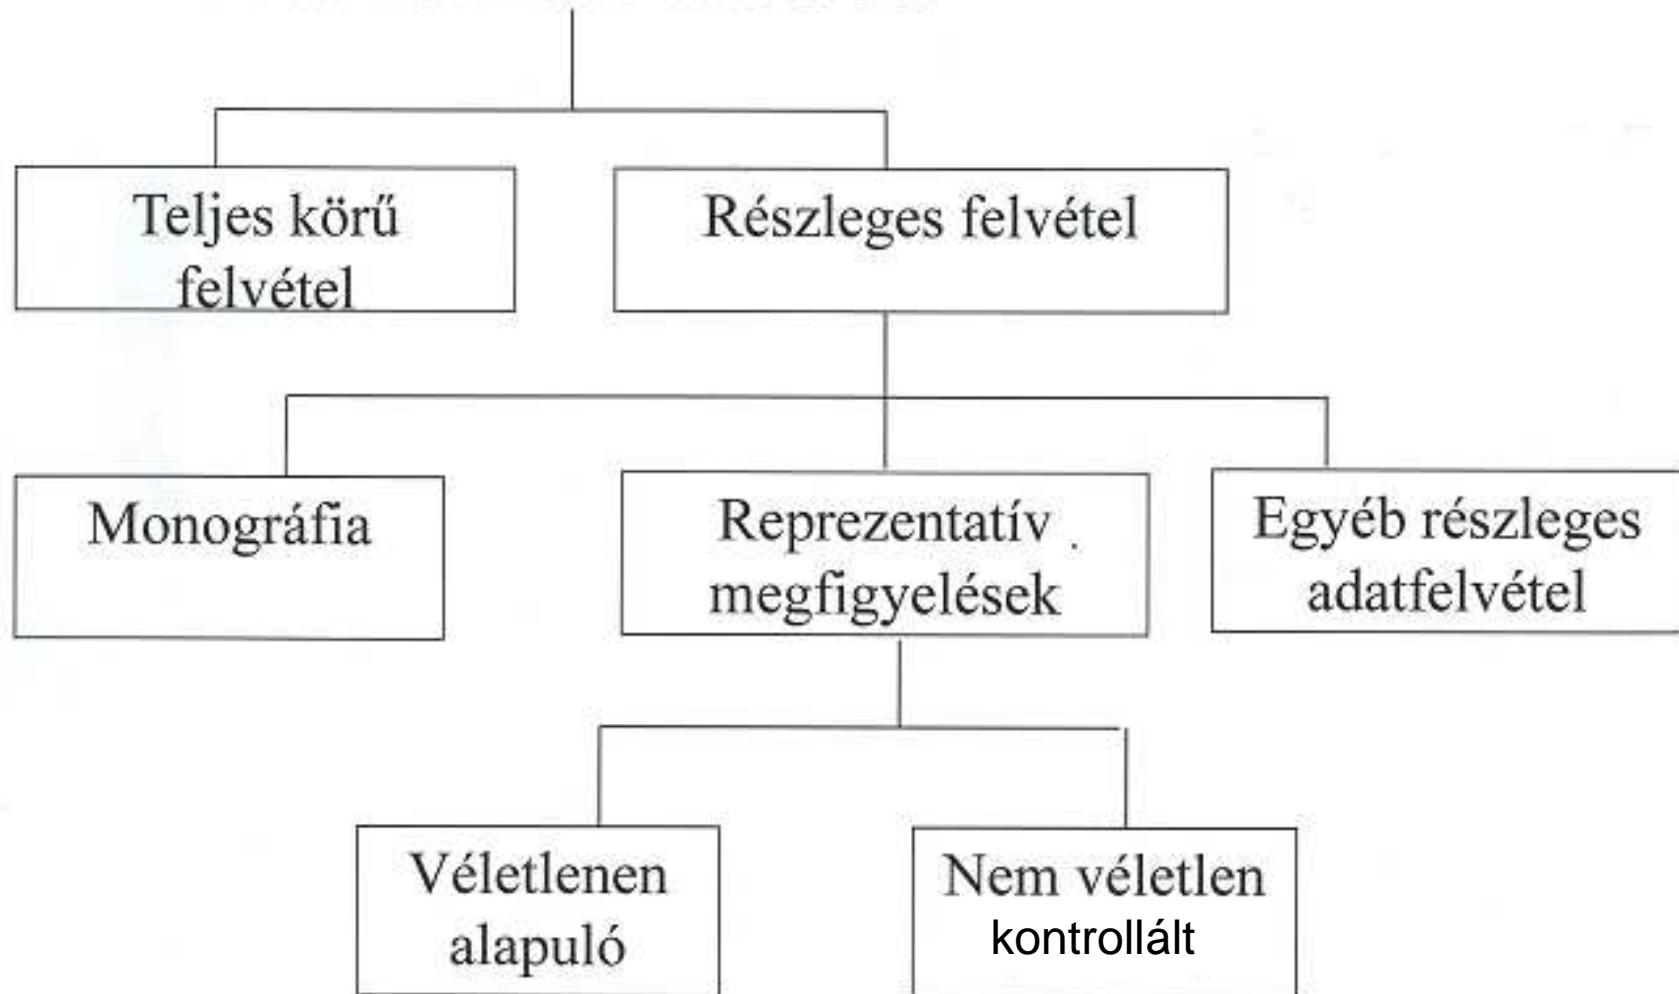 Teljes körű
felvétel
Részleges felvétel
Monográfia
Reprezentatív
megfigyelések
Egyéb részleges
adatfelvétel
Véletlenen
alapuló
Nem véletlen
kontrollált